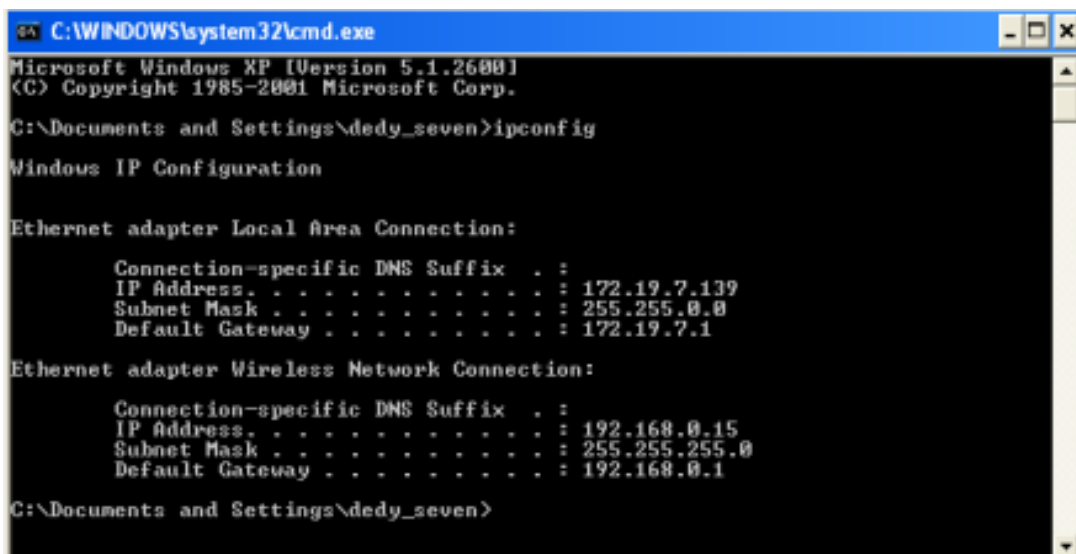 C:\WINDOWS\system32\cmd.exe
Microsoft Windows XP [Version 5.1.2600]
(C) Copyright 1985-2001 Microsoft Corp.
C:\Documents and Settings\dedy_seven>ipconfig
Windows IP Configuration
Ethernet adapter Local Area Connection:
Connection-specific DNS Suffix . :
IP Address. . . . . . . . . . . . : 172.19.7.139
Subnet Mask . . . . . . . . . . . : 255.255.0.0
Default Gateway . . . . . . . . . : 172.19.7.1
Ethernet adapter Wireless Network Connection:
Connection-specific DNS Suffix . :
IP Address. . . . . . . . . . . . : 192.168.0.15
Subnet Mask . . . . . . . . . . . : 255.255.255.0
Default Gateway . . . . . . . . . : 192.168.0.1
C:\Documents and Settings\dedy_seven>